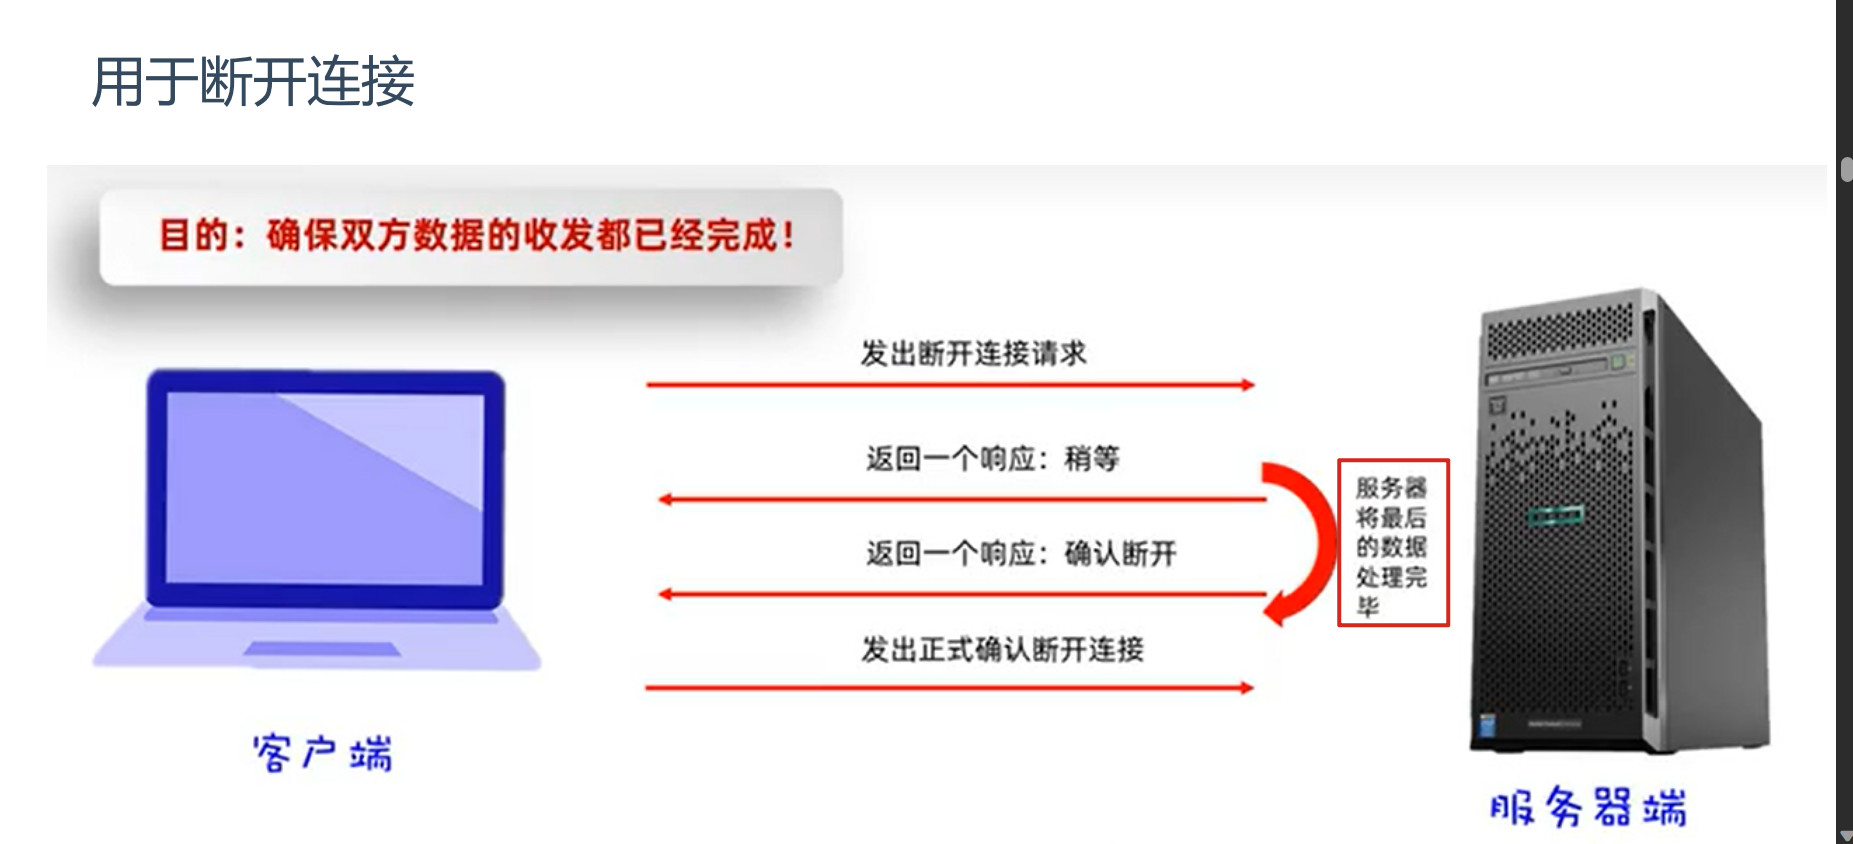 用于断开连接
目的：确保双方数据的收发都已经完成！
发出断开连接请求
返回一个响应：稍等
返回一个响应：确认断开
发出正式确认断开连接
服务器
将最后
的数据
处理完
毕
客户端
服务器端